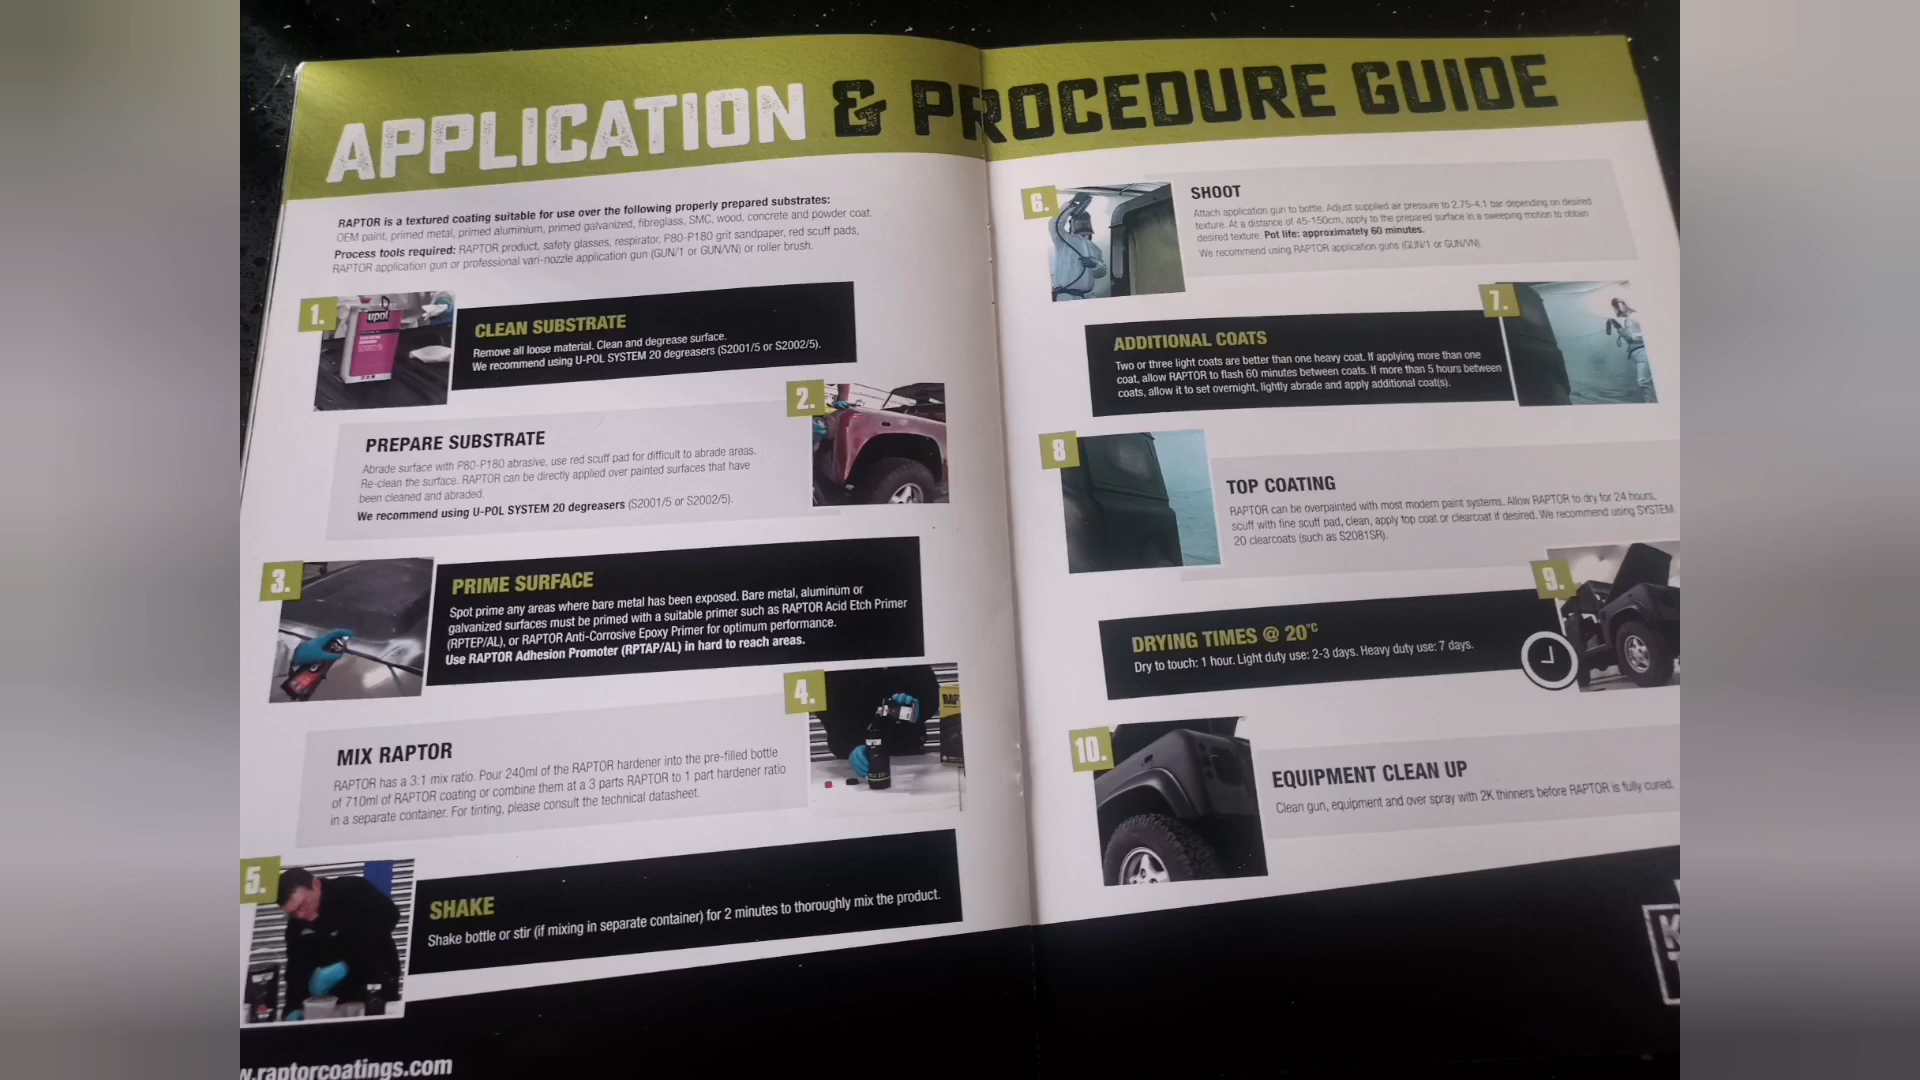 APPLICATION & PROCEDURE GUIDE
RAPTOR is a textured coating suitable for use over the following properly prepared substrates:
OEM paint, primed metal, primed aluminium, primed galvanized, fibreglass, SMC, wood, concrete and powder coat.
Process tools required: RAPTOR product, safety glasses, respirator, P80-P180 grit sandpaper, red scuff pads,
RAPTOR application gun or professional vari-nozzle application gun (GUN/1 or GUN/VN) or roller brush.
1.
upol
CLEAN SUBSTRATE
Remove all loose material. Clean and degrease surface.
We recommend using U-POL SYSTEM 20 degreasers (S2001/5 or S2002/5).
2.
PREPARE SUBSTRATE
Abrade surface with P80-P180 abrasive, use red scuff pad for difficult to abrade areas.
Re-clean the surface. RAPTOR can be directly applied over painted surfaces that have
been cleaned and abraded.
We recommend using U-POL SYSTEM 20 degreasers (S2001/5 or S2002/5).
3.
PRIME SURFACE
Spot prime any areas where bare metal has been exposed. Bare metal, aluminum or
galvanized surfaces must be primed with a suitable primer such as RAPTOR Acid Etch Primer
(RPTEP/AL), or RAPTOR Anti-Corrosive Epoxy Primer for optimum performance.
Use RAPTOR Adhesion Promoter (RPTAP/AL) in hard to reach areas.
4.
RAP
RAPTOR
MIX RAPTOR
RAPTOR has a 3:1 mix ratio. Pour 240ml of the RAPTOR hardener into the pre-filled bottle
of 710ml of RAPTOR coating or combine them at a 3 parts RAPTOR to 1 part hardener ratio
in a separate container. For tinting, please consult the technical datasheet.
5.
SHAKE
Shake bottle or stir (if mixing in separate container) for 2 minutes to thoroughly mix the product.
w.raptorcoatings.com
6.
SHOOT
Attach application gun to bottle. Adjust supplied air pressure to 2.75-4.1 bar depending on desired
texture. At a distance of 45-150cm, apply to the prepared surface in a sweeping motion to obtain
desired texture. Pot life: approximately 60 minutes.
We recommend using RAPTOR application guns (GUN/1 or GUN/VN).
7.
ADDITIONAL COATS
Two or three light coats are better than one heavy coat. If applying more than one
coat, allow RAPTOR to flash 60 minutes between coats. If more than 5 hours between
coats, allow it to set overnight, lightly abrade and apply additional coat(s).
8
TOP COATING
RAPTOR can be overpainted with most modern paint systems. Allow RAPTOR to dry for 24 hours,
scuff with fine scuff pad, clean, apply top coat or clearcoat if desired. We recommend using SYSTEM
20 clearcoats (such as S2081SR).
9.
DRYING TIMES @ 20°C
Dry to touch: 1 hour. Light duty use: 2-3 days. Heavy duty use: 7 days.
10.
EQUIPMENT CLEAN UP
Clean gun, equipment and over spray with 2K thinners before RAPTOR is fully cured.